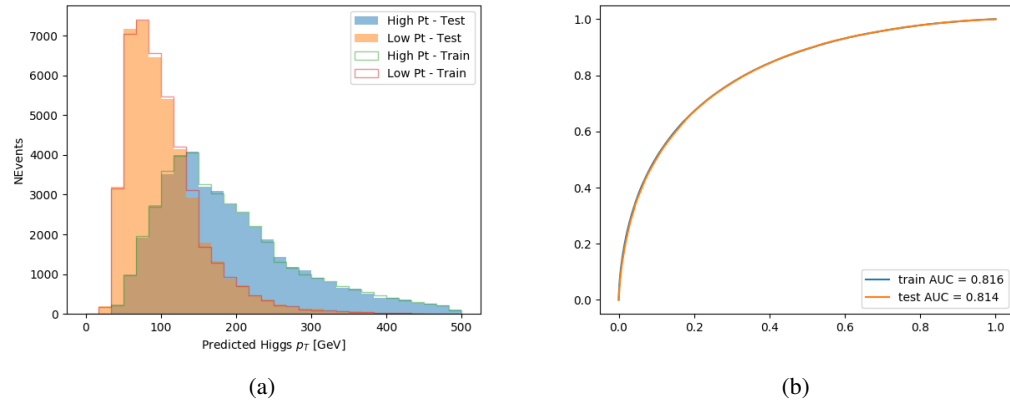 High Pt - Test
Low Pt - Test
High Pt - Train
Low Pt - Train
7000
6000
5000
4000
3000
2000
1000
0
NEvents
0 100 200 300 400 500
Predicted Higgs p_T [GeV]
(a)
1.0
0.8
0.6
0.4
0.2
0.0
train AUC = 0.816
test AUC = 0.814
0.0 0.2 0.4 0.6 0.8 1.0
(b)